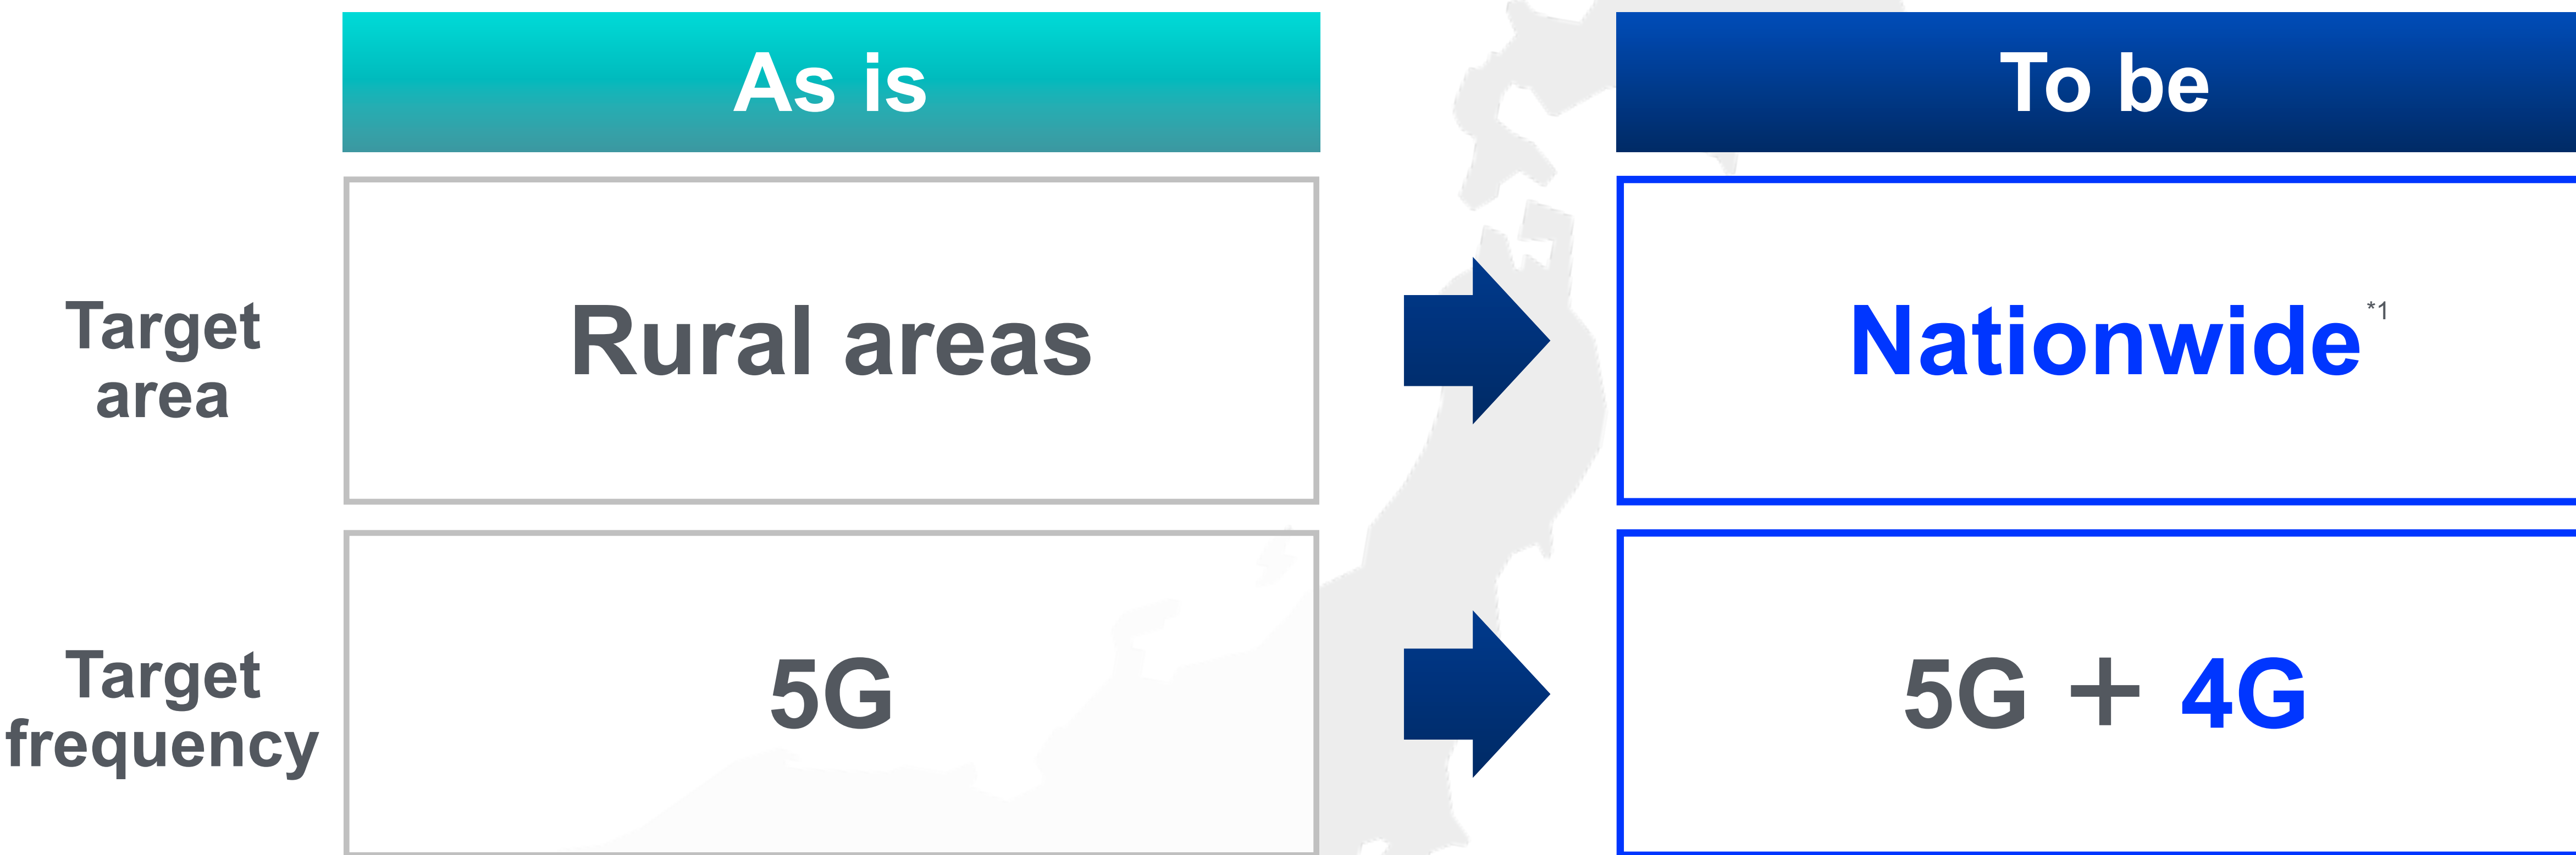 As is
To be
Target
area
Rural areas
Nationwide*1
Target
frequency
5G
5G + 4G